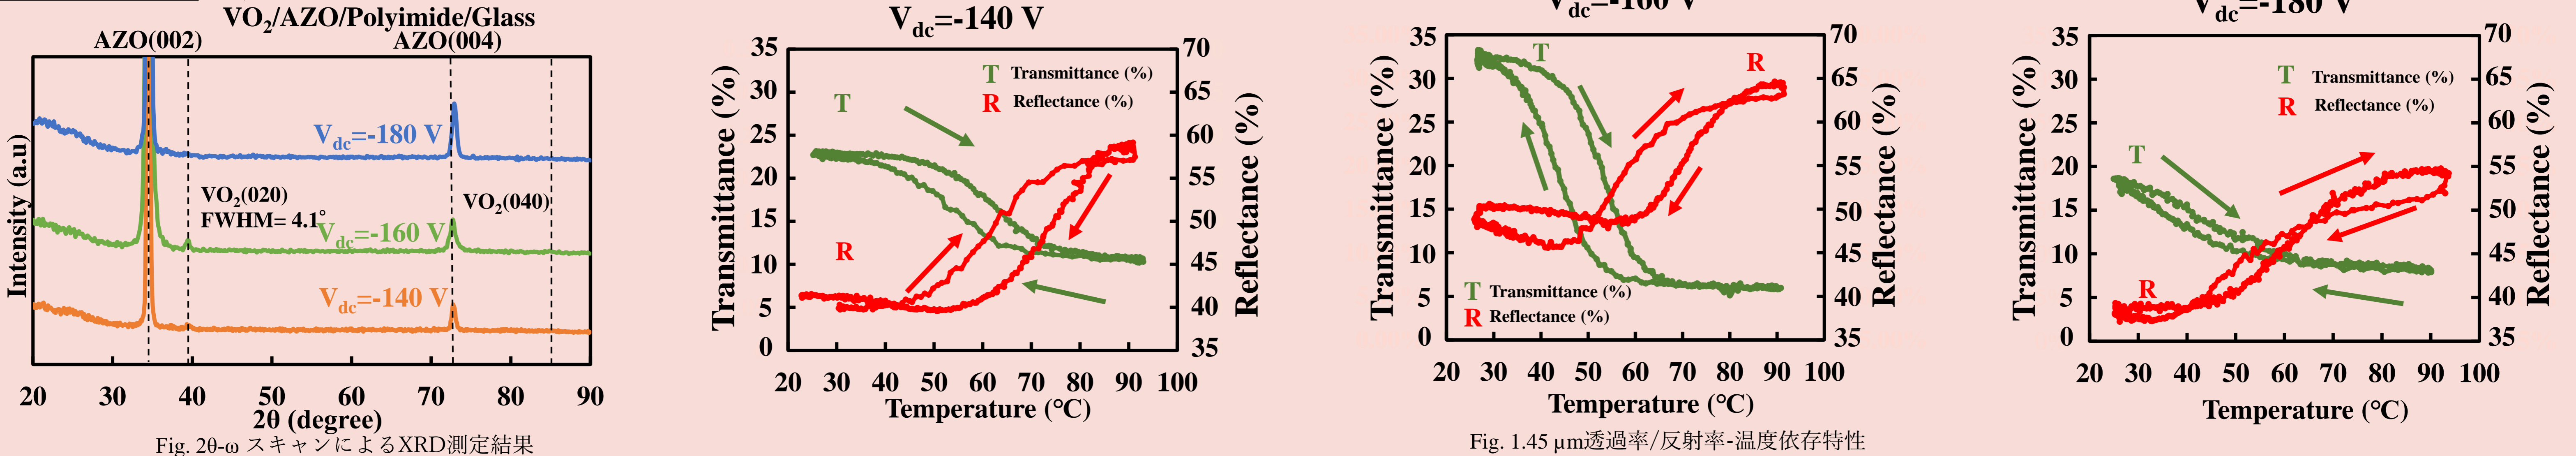 VO₂/AZO/Polyimide/Glass
AZO(002)
AZO(004)
Intensity (a.u)
V_dc=-180 V
VO₂(020)
FWHM= 4.1°
VO₂(040)
V_dc=-160 V
V_dc=-140 V
20 30 40 50 60 70 80 90
2θ (degree)
Fig. 2θ-ω スキャンによるXRD測定結果
V_dc=-140 V
Transmittance (%)
35
30
25
20
15
10
5
0
T Transmittance (%)
R Reflectance (%)
T
R
70
65
60
55
50
45
40
35
Reflectance (%)
20 30 40 50 60 70 80 90 100
Temperature (℃)
V_dc=-160 V
Transmittance (%)
35
30
25
20
15
10
5
0
T
R
T Transmittance (%)
R Reflectance (%)
70
65
60
55
50
45
40
35
Reflectance (%)
20 30 40 50 60 70 80 90 100
Temperature (℃)
Fig. 1.45 μm透過率/反射率-温度依存特性
V_dc=-180 V
Transmittance (%)
35
30
25
20
15
10
5
0
T Transmittance (%)
R Reflectance (%)
T
R
70
65
60
55
50
45
40
35
Reflectance (%)
20 30 40 50 60 70 80 90 100
Temperature (℃)